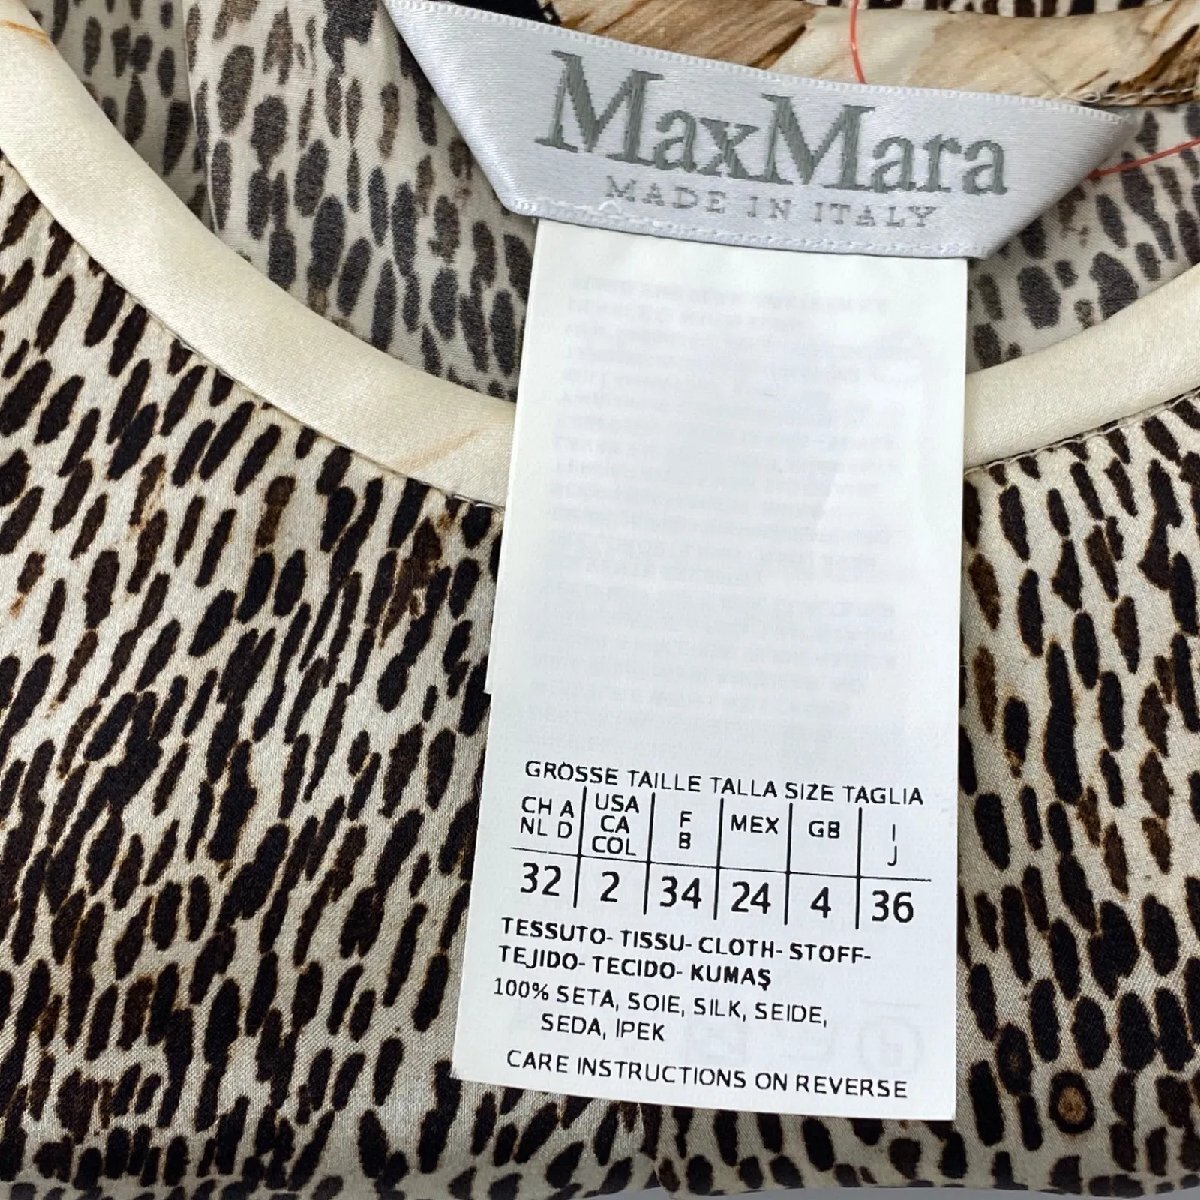 MaxMara
MADE IN ITALY
GRÖSSE TAILLE TALLA SIZE TAGLIA
CH A NL D USA CA COL F B MEX GB I J
32 2 34 24 4 36
TESSUTO- TISSU- CLOTH- STOFF-
TEJIDO- TECIDO- KUMAŞ
100% SETA, SOIE, SILK, SEIDE,
SEDA, IPEK
CARE INSTRUCTIONS ON REVERSE